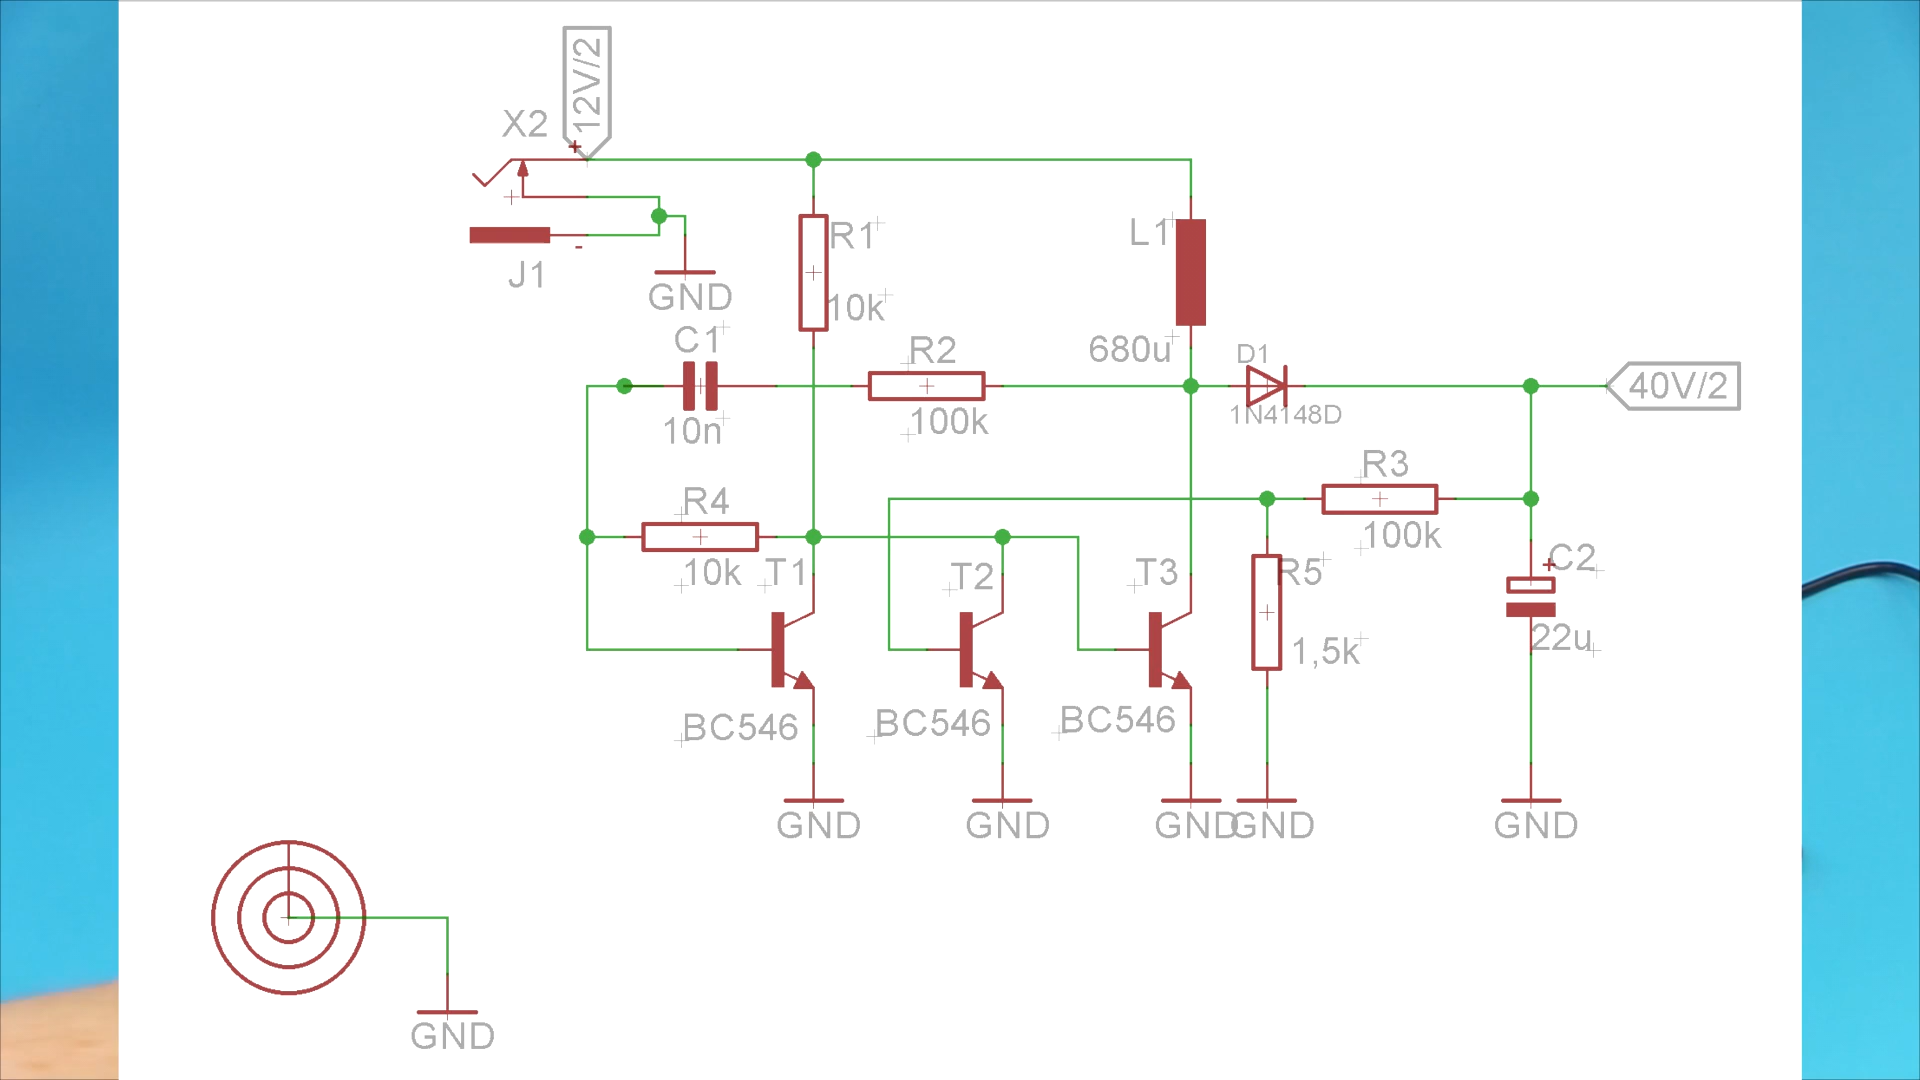 12V/2
X2
+
-
J1
GND
R1
10k
L1
680u
C1
10n
R2
100k
D1
1N4148D
40V/2
R3
100k
R4
10k
T1
T2
T3
R5
1,5k
+
C2
22u
BC546
BC546
BC546
GND
GND
GND
GND
GND
GND